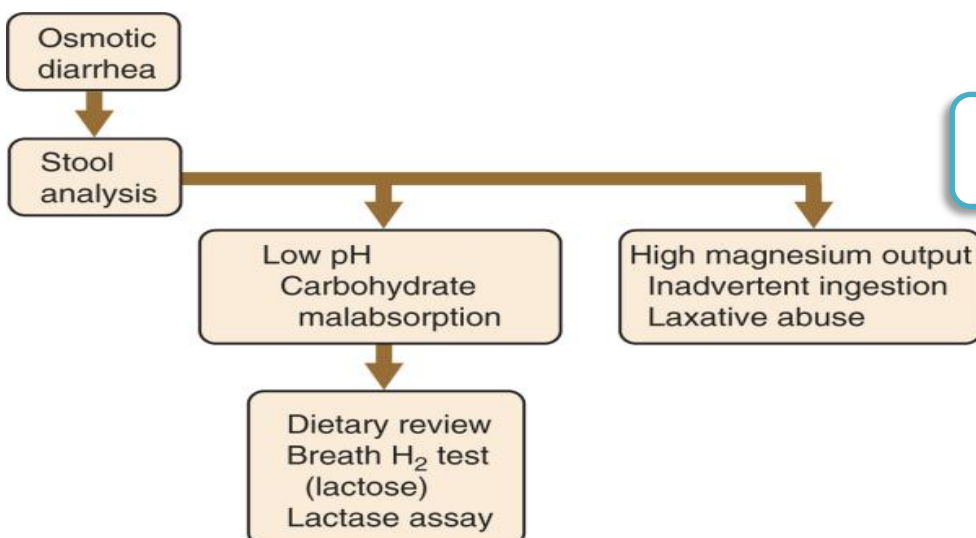 Osmotic
diarrhea
Stool
analysis
Low pH
Carbohydrate
malabsorption
High magnesium output
Inadvertent ingestion
Laxative abuse
Dietary review
Breath H₂ test
(lactose)
Lactase assay